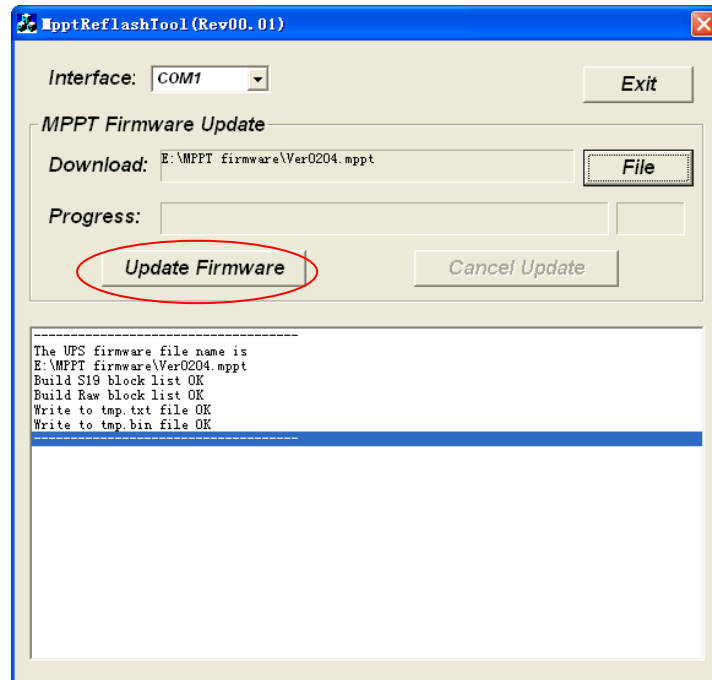 MpptReflashTool(Rev00.01)
Interface: COM1
Exit
MPPT Firmware Update
Download: E:\MPPT firmware\Ver0204.mppt File
Progress:
Update Firmware Cancel Update
-----------------------------------
The UPS firmware file name is
E:\MPPT firmware\Ver0204.mppt
Build S19 block list OK
Build Raw block list OK
Write to tmp.txt file OK
Write to tmp.bin file OK
-----------------------------------